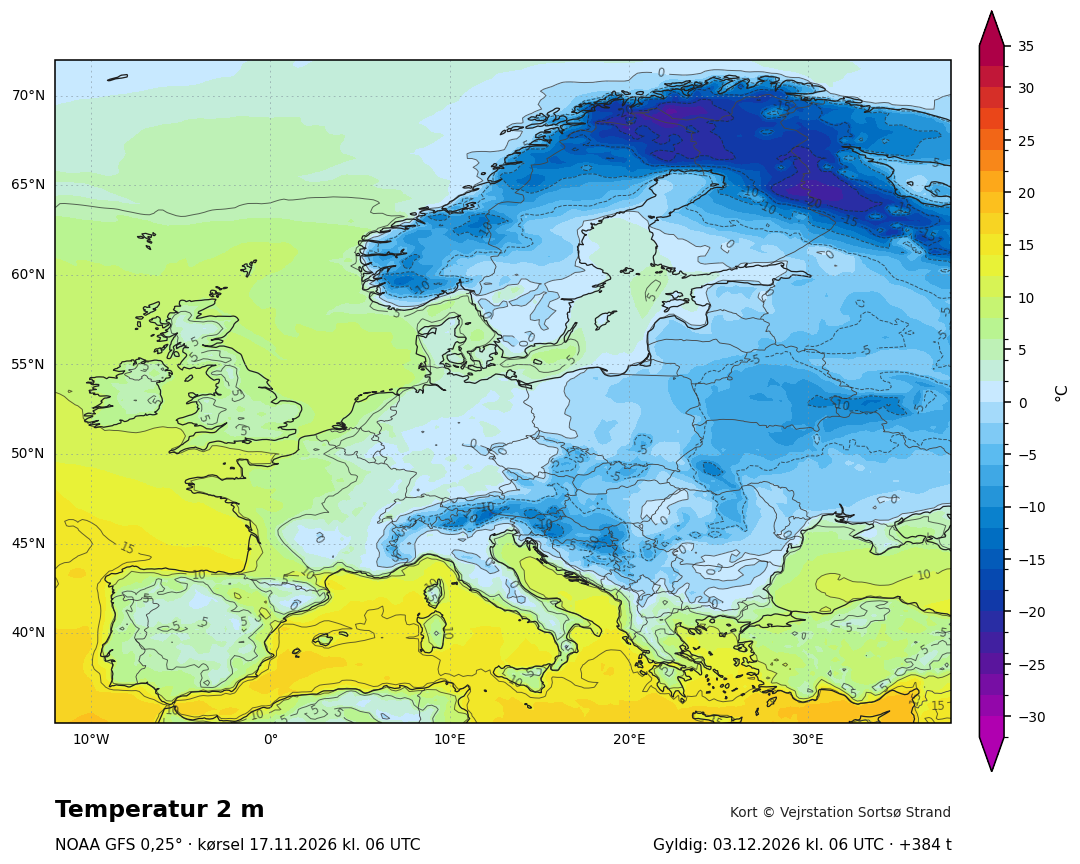 35
30
25
20
15
10
5
0
−5
−10
−15
−20
−25
−30
°C
70°N
65°N
60°N
55°N
50°N
45°N
40°N
10°W
0°
10°E
20°E
30°E
Temperatur 2 m
Kort © Vejrstation Sortsø Strand
NOAA GFS 0,25° · kørsel 17.11.2026 kl. 06 UTC
Gyldig: 03.12.2026 kl. 06 UTC · +384 t